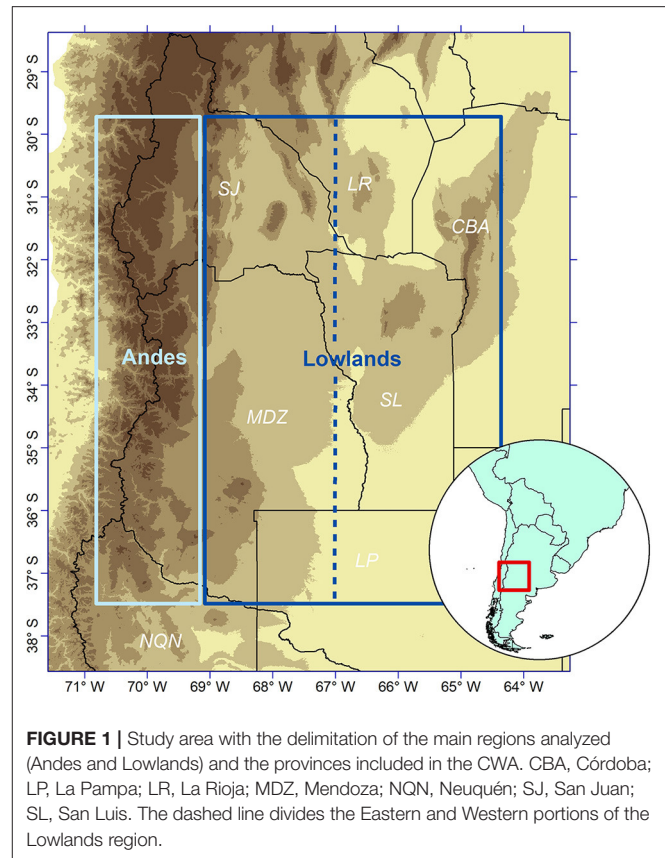 29° S
30° S
31° S
32° S
33° S
34° S
35° S
36° S
37° S
38° S
SJ
LR
CBA
Andes
Lowlands
MDZ
SL
LP
NQN
71° W 70° W 69° W 68° W 67° W 66° W 65° W 64° W
FIGURE 1 | Study area with the delimitation of the main regions analyzed
(Andes and Lowlands) and the provinces included in the CWA. CBA, Córdoba;
LP, La Pampa; LR, La Rioja; MDZ, Mendoza; NQN, Neuquén; SJ, San Juan;
SL, San Luis. The dashed line divides the Eastern and Western portions of the
Lowlands region.